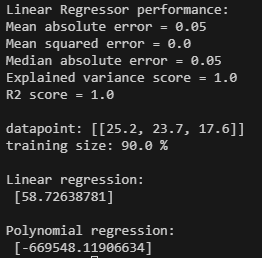 Linear Regressor performance:
Mean absolute error = 0.05
Mean squared error = 0.0
Median absolute error = 0.05
Explained variance score = 1.0
R2 score = 1.0
datapoint: [[25.2, 23.7, 17.6]]
training size: 90.0 %
Linear regression:
[58.72638781]
Polynomial regression:
[-669548.11906634]